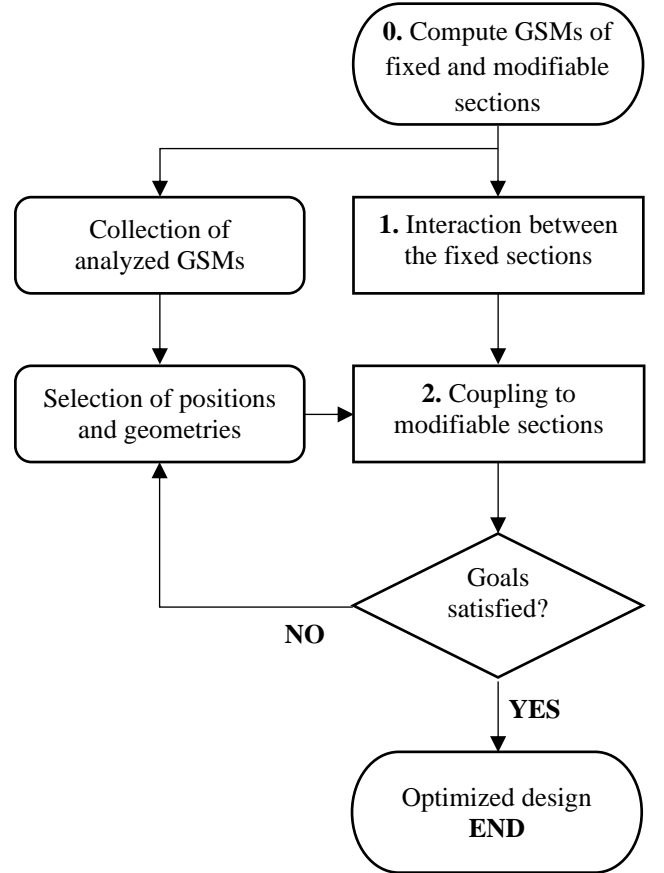 0. Compute GSMs of
fixed and modifiable
sections
Collection of
analyzed GSMs
1. Interaction between
the fixed sections
Selection of positions
and geometries
2. Coupling to
modifiable sections
Goals
satisfied?
NO
YES
Optimized design
END